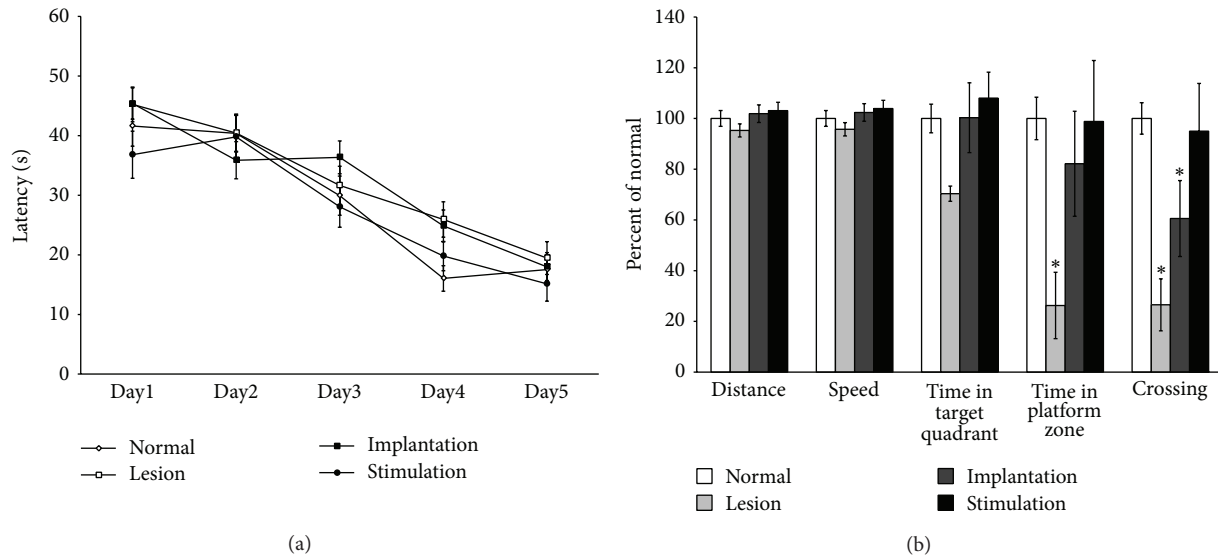 60
50
40
30
20
10
0
Latency (s)
Day1 Day2 Day3 Day4 Day5
Normal
Lesion
Implantation
Stimulation
(a)
140
120
100
80
60
40
20
0
Percent of normal
*
*
*
Distance
Speed
Time in
target
quadrant
Time in
platform
zone
Crossing
Normal
Lesion
Implantation
Stimulation
(b)